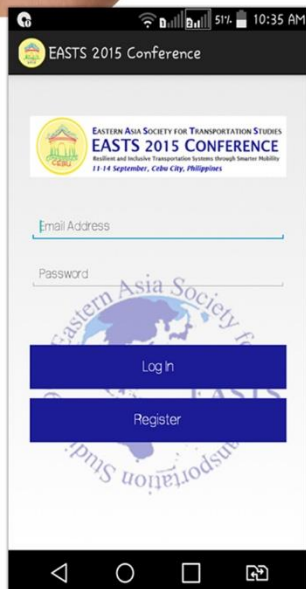 51% 10:35 AM
EASTS 2015 Conference
EASTERN ASIA SOCIETY FOR TRANSPORTATION STUDIES
EASTS 2015 CONFERENCE
Resilient and Inclusive Transportation Systems through Smarter Mobility
11-14 September, Cebu City, Philippines
CEBU
Email Address
Password
Eastern Asia Society for
Log In
EASTS
Register
Transportation Studies